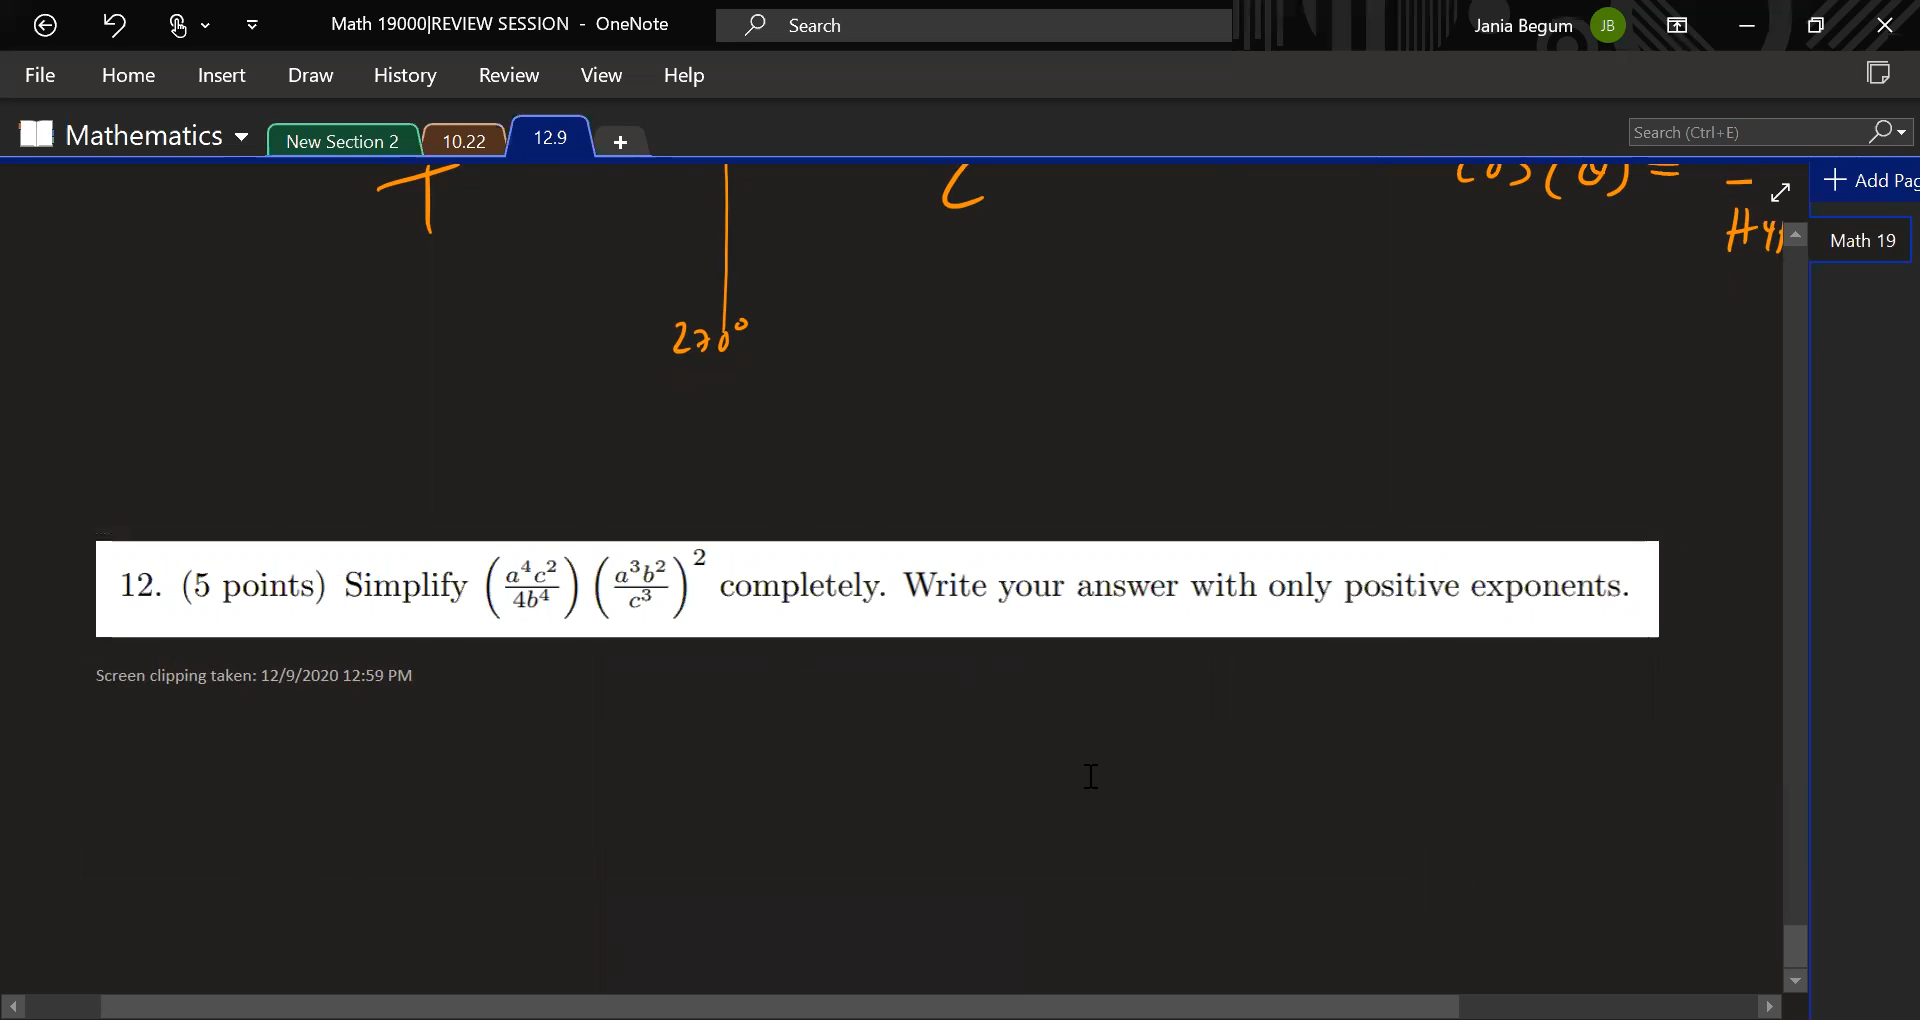 Math 19000|REVIEW SESSION - OneNote
Search
Jania Begum
JB
File Home Insert Draw History Review View Help
Mathematics
New Section 2
10.22
12.9
Search (Ctrl+E)
T
C
cos(θ) =
Add Pag
Math 19
270°
12. (5 points) Simplify (a⁴c²/4b⁴)(a³b²/c³)² completely. Write your answer with only positive exponents.
Screen clipping taken: 12/9/2020 12:59 PM